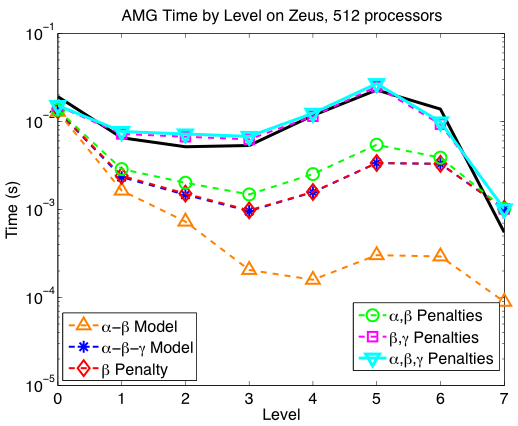 AMG Time by Level on Zeus, 512 processors
10⁻¹
10⁻²
10⁻³
10⁻⁴
10⁻⁵
Time (s)
α−β Model
α−β−γ Model
β Penalty
α,β Penalties
β,γ Penalties
α,β,γ Penalties
0 1 2 3 4 5 6 7
Level